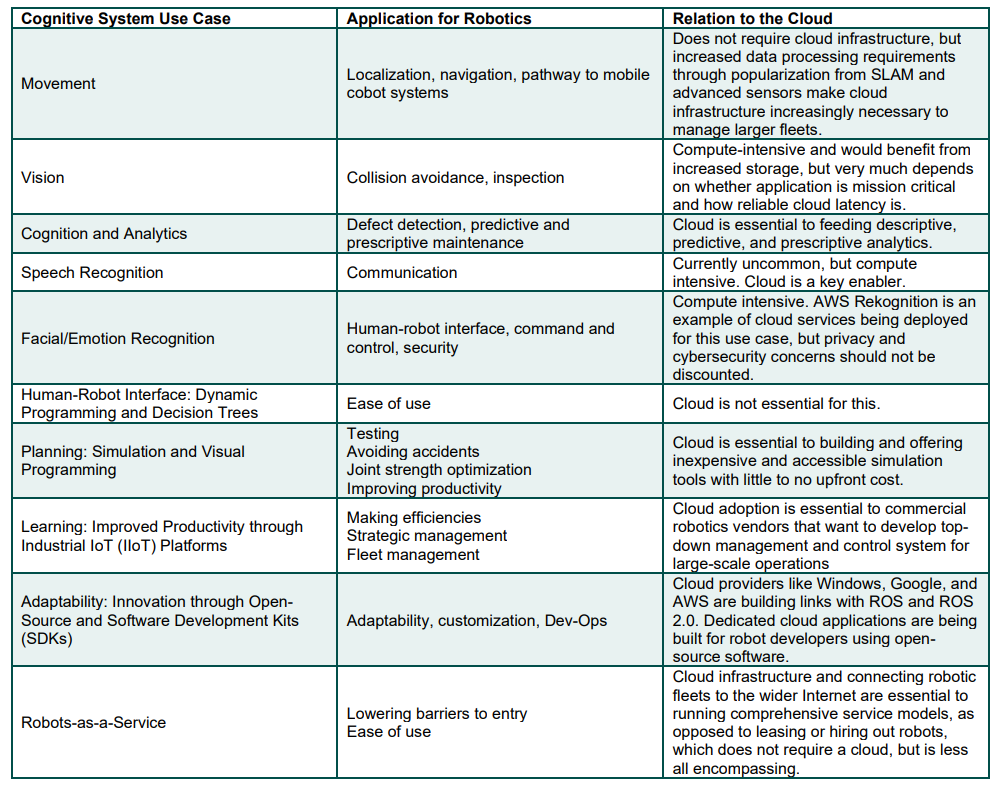 Cognitive System Use Case
Application for Robotics
Relation to the Cloud
Movement
Localization, navigation, pathway to mobile
cobot systems
Does not require cloud infrastructure, but
increased data processing requirements
through popularization from SLAM and
advanced sensors make cloud
infrastructure increasingly necessary to
manage larger fleets.
Vision
Collision avoidance, inspection
Compute-intensive and would benefit from
increased storage, but very much depends
on whether application is mission critical
and how reliable cloud latency is.
Cognition and Analytics
Defect detection, predictive and
prescriptive maintenance
Cloud is essential to feeding descriptive,
predictive, and prescriptive analytics.
Speech Recognition
Communication
Currently uncommon, but compute
intensive. Cloud is a key enabler.
Facial/Emotion Recognition
Human-robot interface, command and
control, security
Compute intensive. AWS Rekognition is an
example of cloud services being deployed
for this use case, but privacy and
cybersecurity concerns should not be
discounted.
Human-Robot Interface: Dynamic
Programming and Decision Trees
Ease of use
Cloud is not essential for this.
Planning: Simulation and Visual
Programming
Testing
Avoiding accidents
Joint strength optimization
Improving productivity
Cloud is essential to building and offering
inexpensive and accessible simulation
tools with little to no upfront cost.
Learning: Improved Productivity through
Industrial IoT (IIoT) Platforms
Making efficiencies
Strategic management
Fleet management
Cloud adoption is essential to commercial
robotics vendors that want to develop top-
down management and control system for
large-scale operations
Adaptability: Innovation through Open-
Source and Software Development Kits
(SDKs)
Adaptability, customization, Dev-Ops
Cloud providers like Windows, Google, and
AWS are building links with ROS and ROS
2.0. Dedicated cloud applications are being
built for robot developers using open-
source software.
Robots-as-a-Service
Lowering barriers to entry
Ease of use
Cloud infrastructure and connecting robotic
fleets to the wider Internet are essential to
running comprehensive service models, as
opposed to leasing or hiring out robots,
which does not require a cloud, but is less
all encompassing.